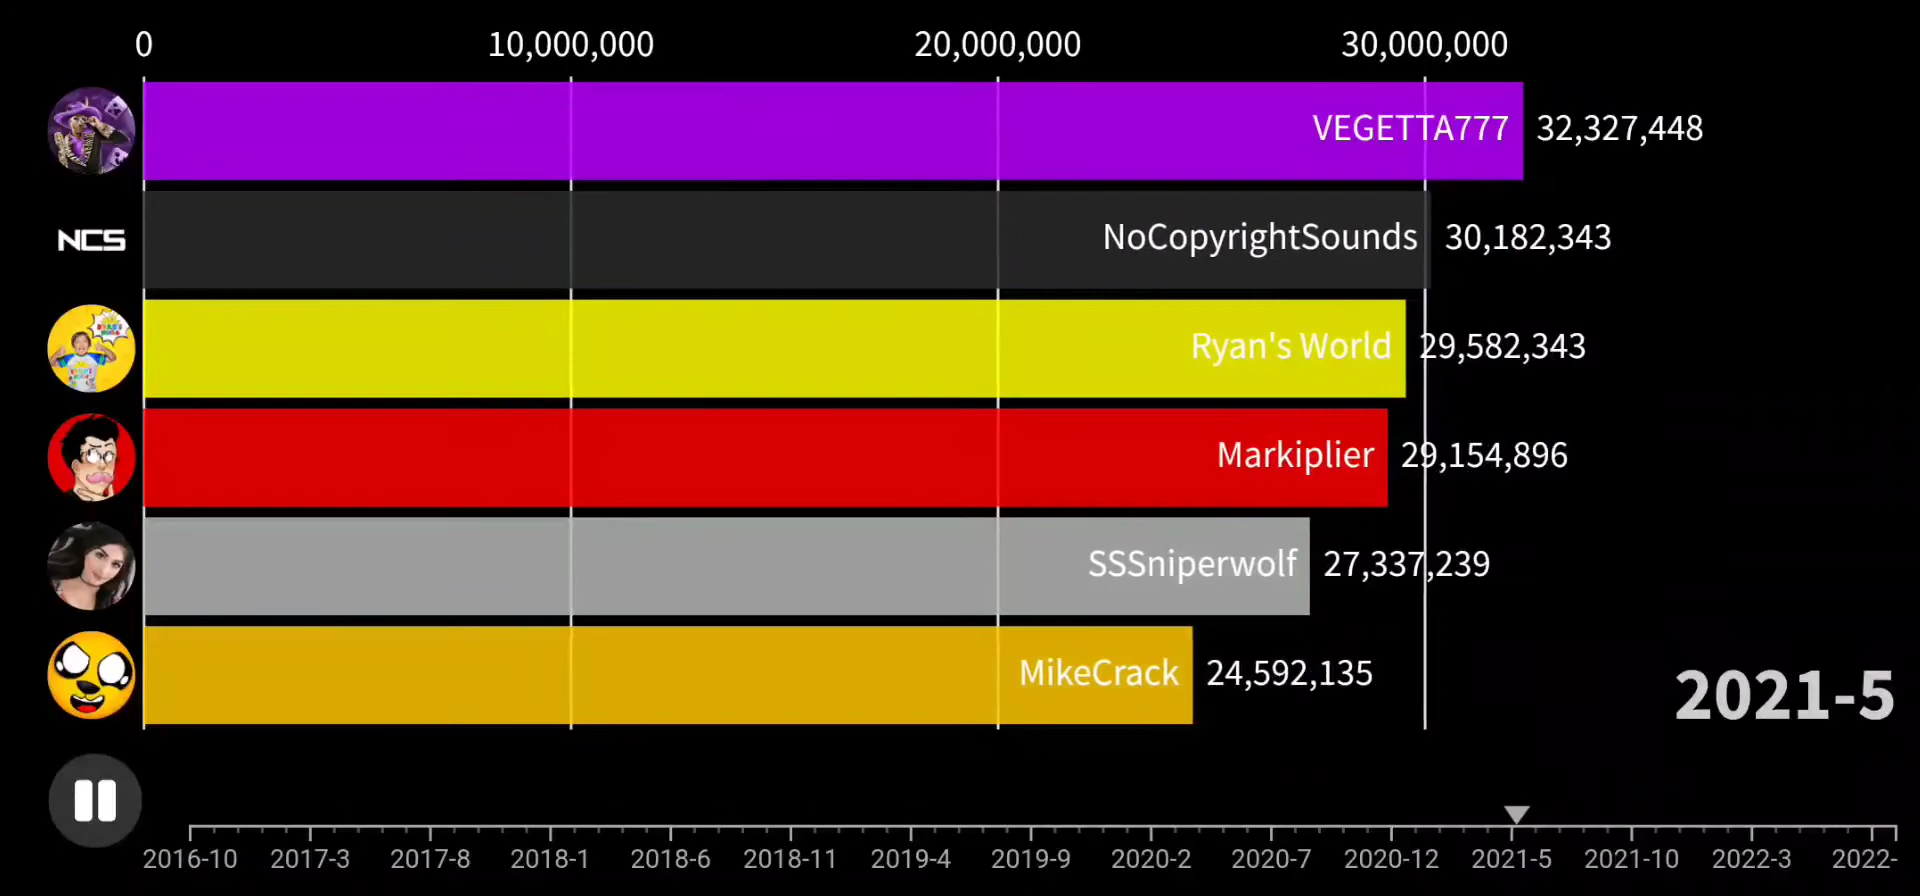 0 10,000,000 20,000,000 30,000,000
VEGETTA777 32,327,448
NCS NoCopyrightSounds 30,182,343
Ryan's World 29,582,343
Markiplier 29,154,896
SSSniperwolf 27,337,239
MikeCrack 24,592,135
2021-5
2016-10 2017-3 2017-8 2018-1 2018-6 2018-11 2019-4 2019-9 2020-2 2020-7 2020-12 2021-5 2021-10 2022-3 2022-